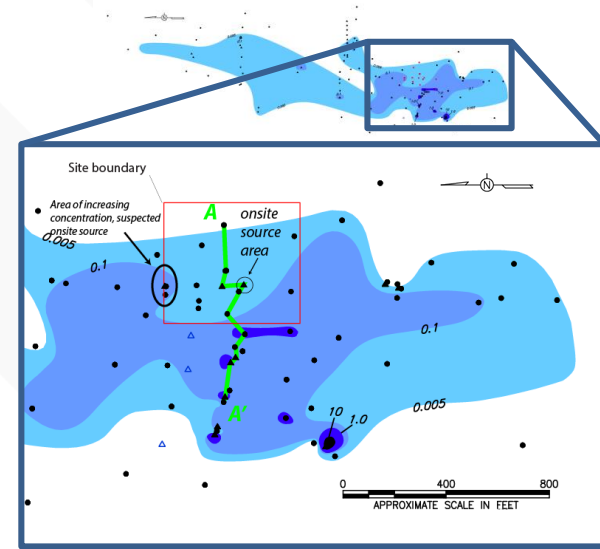 N
Site boundary
A
onsite
source
area
N
Area of increasing
concentration, suspected
onsite source
0.005
0.1
0.1
A'
10
1.0
0.005
0
400
800
APPROXIMATE SCALE IN FEET